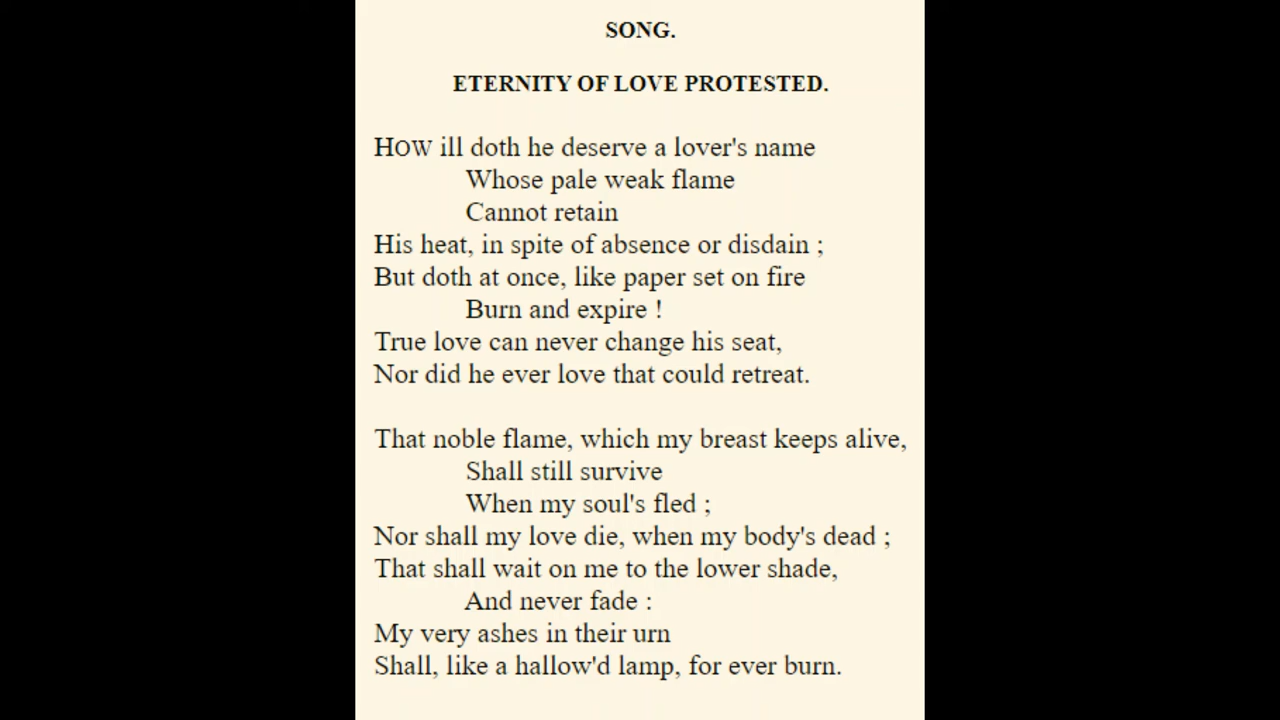 SONG.
ETERNITY OF LOVE PROTESTED.
HOW ill doth he deserve a lover's name
Whose pale weak flame
Cannot retain
His heat, in spite of absence or disdain ;
But doth at once, like paper set on fire
Burn and expire !
True love can never change his seat,
Nor did he ever love that could retreat.
That noble flame, which my breast keeps alive,
Shall still survive
When my soul's fled ;
Nor shall my love die, when my body's dead ;
That shall wait on me to the lower shade,
And never fade :
My very ashes in their urn
Shall, like a hallow'd lamp, for ever burn.